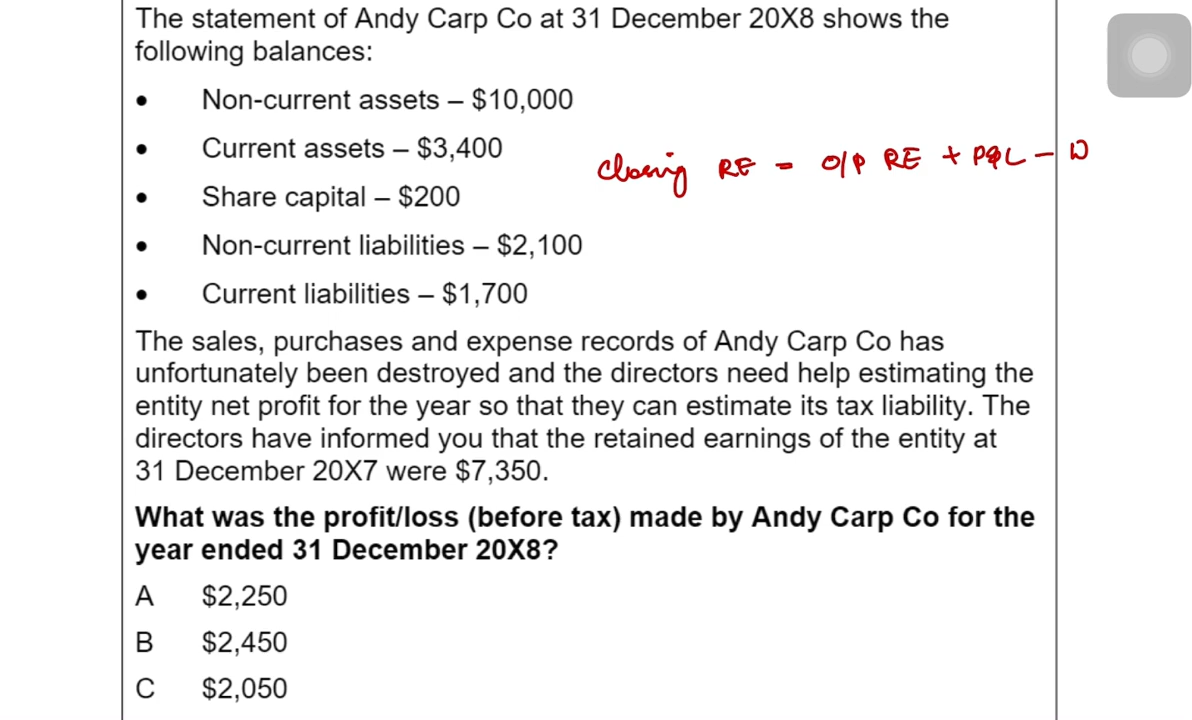 The statement of Andy Carp Co at 31 December 20X8 shows the
following balances:
• Non-current assets – $10,000
• Current assets – $3,400
closing RE = O/P RE + P&L – D
• Share capital – $200
• Non-current liabilities – $2,100
• Current liabilities – $1,700
The sales, purchases and expense records of Andy Carp Co has
unfortunately been destroyed and the directors need help estimating the
entity net profit for the year so that they can estimate its tax liability. The
directors have informed you that the retained earnings of the entity at
31 December 20X7 were $7,350.
What was the profit/loss (before tax) made by Andy Carp Co for the
year ended 31 December 20X8?
A $2,250
B $2,450
C $2,050